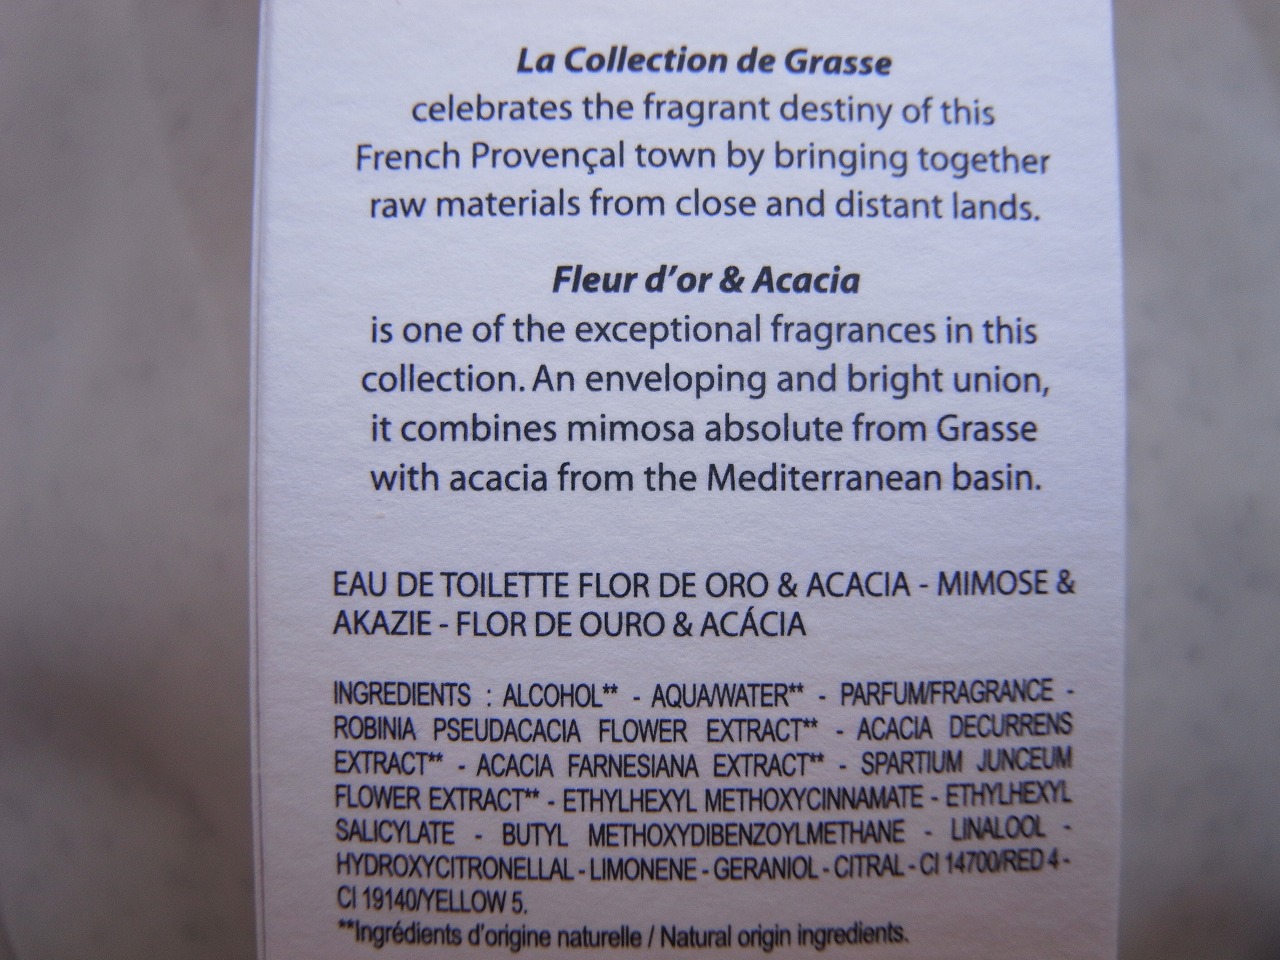 La Collection de Grasse
celebrates the fragrant destiny of this
French Provençal town by bringing together
raw materials from close and distant lands.
Fleur d'or & Acacia
is one of the exceptional fragrances in this
collection. An enveloping and bright union,
it combines mimosa absolute from Grasse
with acacia from the Mediterranean basin.
EAU DE TOILETTE FLOR DE ORO & ACACIA - MIMOSE &
AKAZIE - FLOR DE OURO & ACÁCIA
INGREDIENTS : ALCOHOL** - AQUA/WATER** - PARFUM/FRAGRANCE -
ROBINIA PSEUDACACIA FLOWER EXTRACT** - ACACIA DECURRENS
EXTRACT** - ACACIA FARNESIANA EXTRACT** - SPARTIUM JUNCEUM
FLOWER EXTRACT** - ETHYLHEXYL METHOXYCINNAMATE - ETHYLHEXYL
SALICYLATE - BUTYL METHOXYDIBENZOYLMETHANE - LINALOOL -
HYDROXYCITRONELLAL - LIMONENE - GERANIOL - CITRAL - CI 14700/RED 4 -
CI 19140/YELLOW 5.
**Ingrédients d'origine naturelle / Natural origin ingredients.